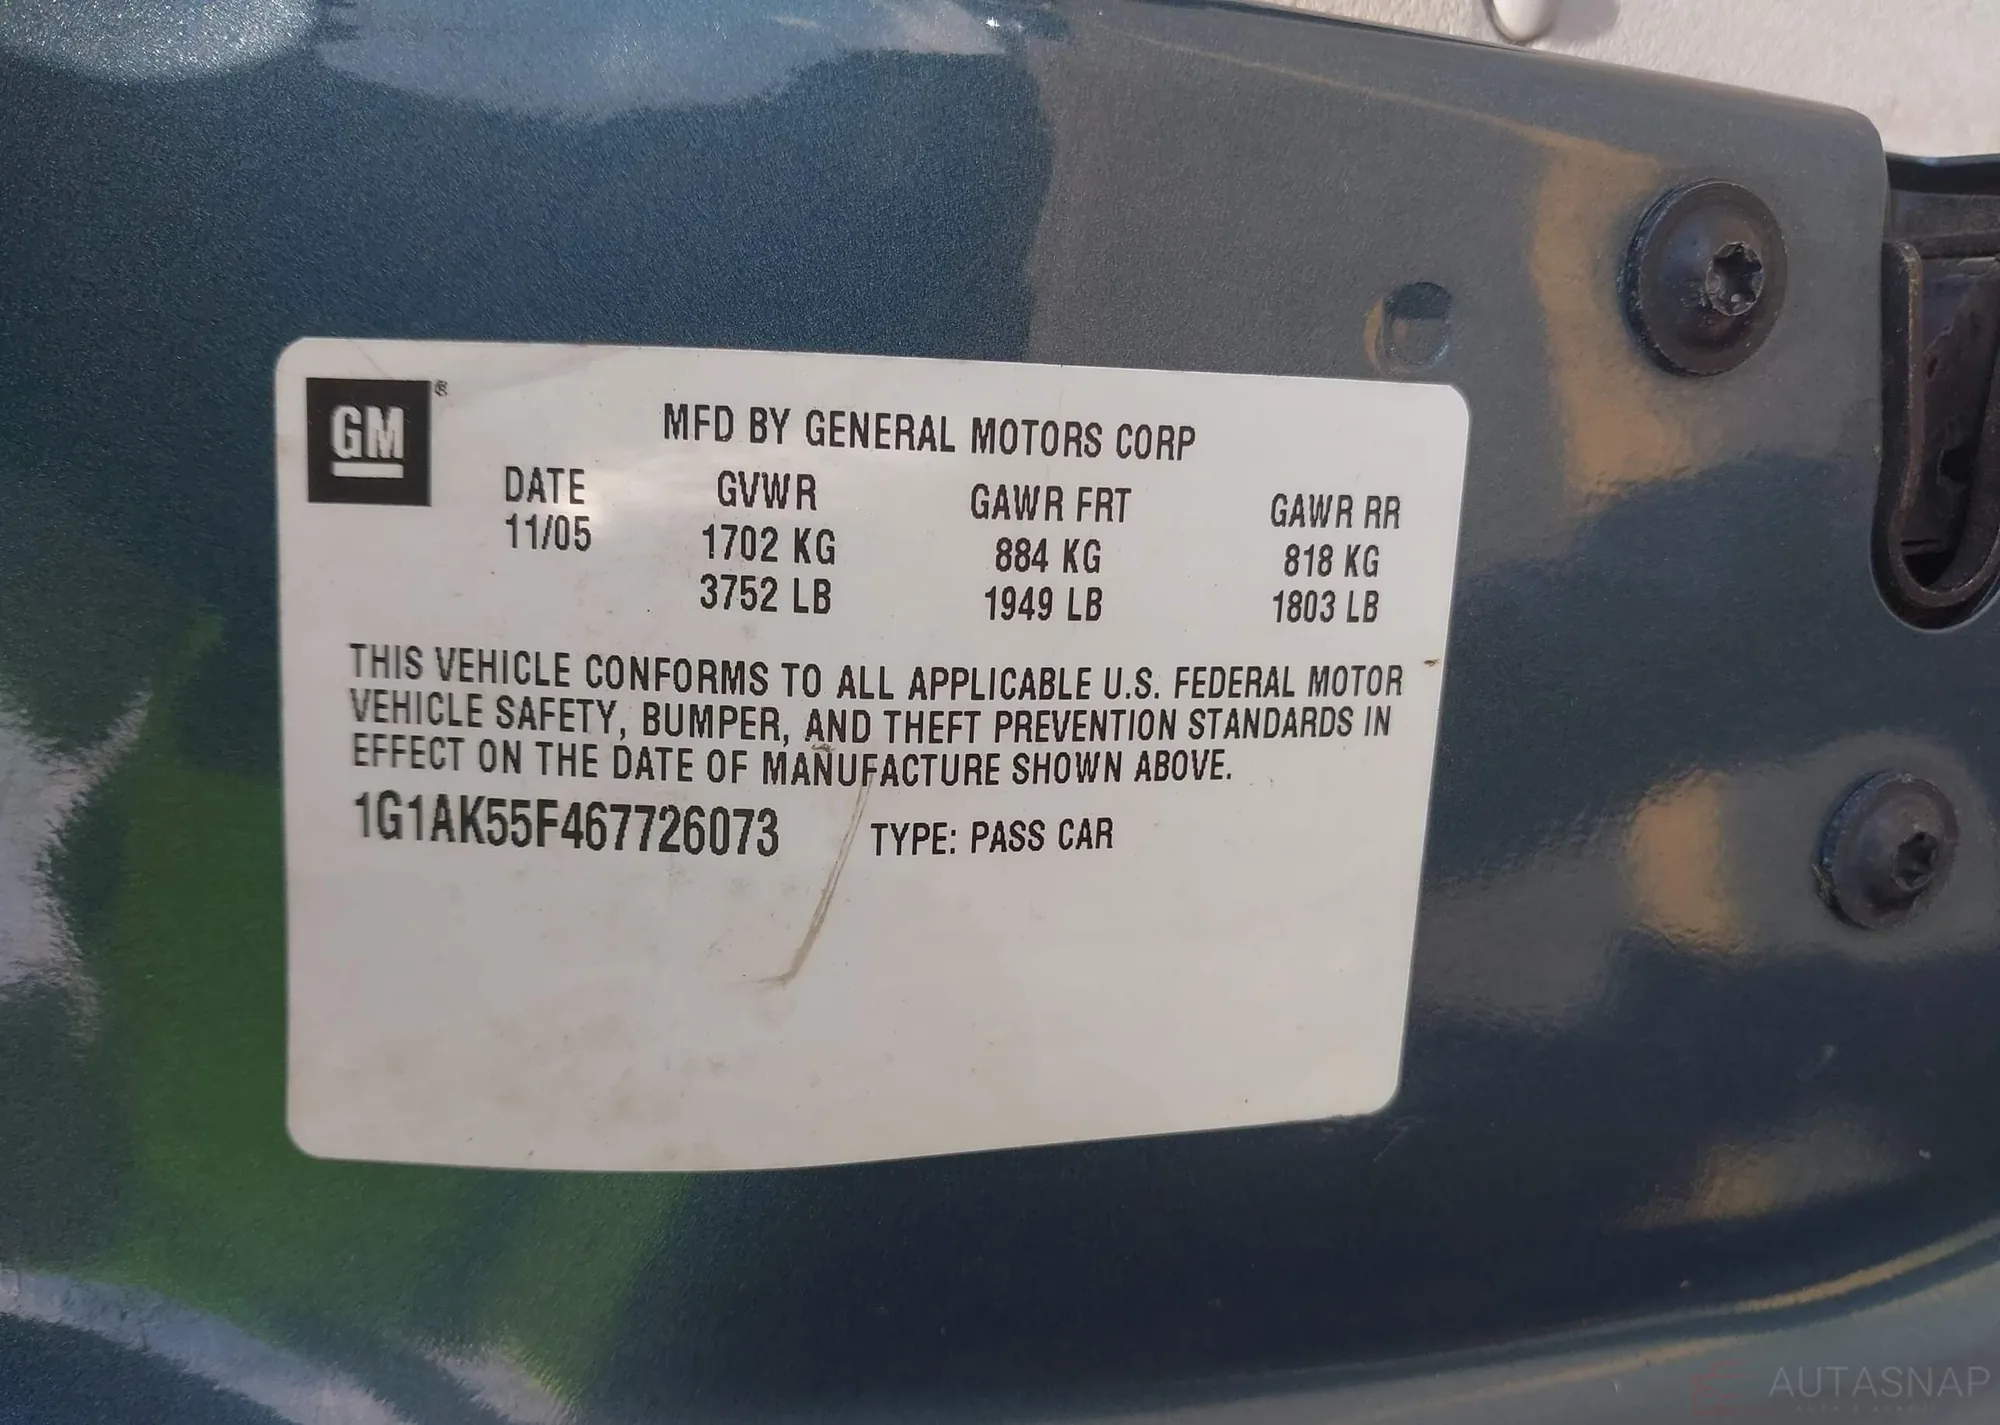 GM®
MFD BY GENERAL MOTORS CORP
DATE GVWR GAWR FRT GAWR RR
11/05 1702 KG 884 KG 818 KG
3752 LB 1949 LB 1803 LB
THIS VEHICLE CONFORMS TO ALL APPLICABLE U.S. FEDERAL MOTOR
VEHICLE SAFETY, BUMPER, AND THEFT PREVENTION STANDARDS IN
EFFECT ON THE DATE OF MANUFACTURE SHOWN ABOVE.
1G1AK55F467726073 TYPE: PASS CAR
AUTASNAP